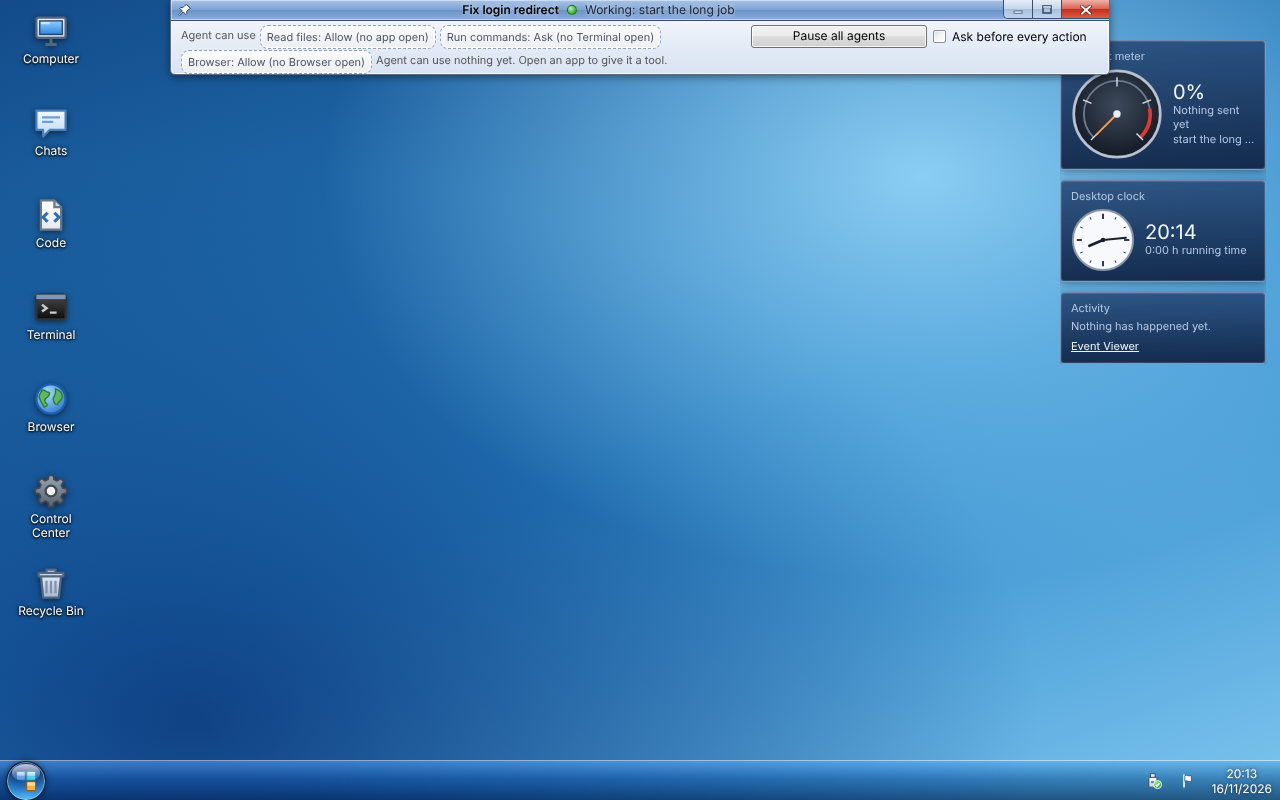 Fix login redirect Working: start the long job
Agent can use Read files: Allow (no app open) Run commands: Ask (no Terminal open)
Browser: Allow (no Browser open) Agent can use nothing yet. Open an app to give it a tool.
Pause all agents
Ask before every action
Computer
Chats
Code
Terminal
Browser
Control
Center
Recycle Bin
meter
0%
Nothing sent
yet
start the long ...
Desktop clock
20:14
0:00 h running time
Activity
Nothing has happened yet.
Event Viewer
20:13
16/11/2026